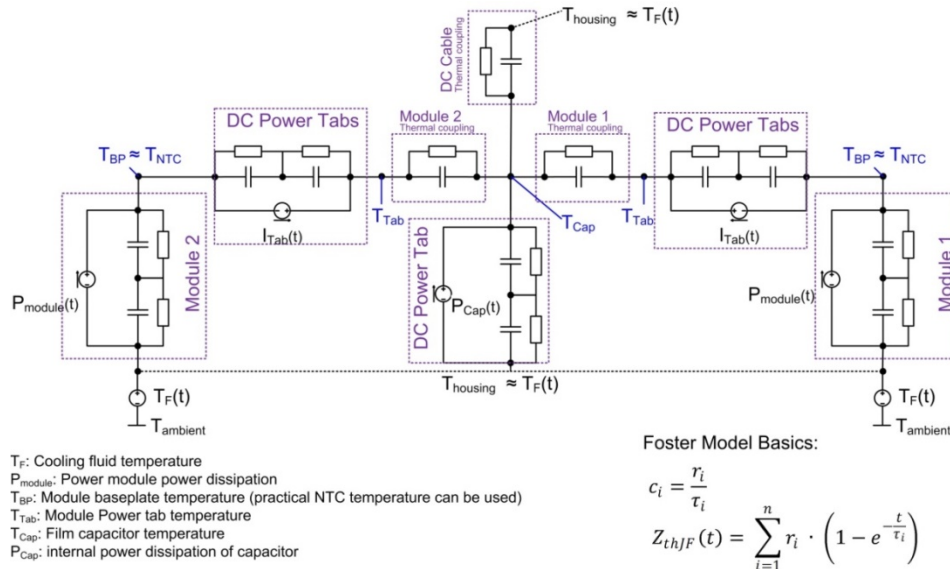 T_housing ≈ T_F(t)
DC Cable
Thermal coupling
DC Power Tabs
Module 2
Thermal coupling
Module 1
Thermal coupling
DC Power Tabs
T_BP ≈ T_NTC
T_BP ≈ T_NTC
T_Tab
T_Cap
T_Tab
I_Tab(t)
I_Tab(t)
P_module(t)
Module 2
DC Power Tab
P_Cap(t)
P_module(t)
Module 1
T_housing ≈ T_F(t)
T_F(t)
T_F(t)
T_ambient
T_ambient
T_F: Cooling fluid temperature
P_module: Power module power dissipation
T_BP: Module baseplate temperature (practical NTC temperature can be used)
T_Tab: Module Power tab temperature
T_Cap: Film capacitor temperature
P_Cap: internal power dissipation of capacitor
Foster Model Basics:
c_i = r_i / τ_i
Z_thJF(t) = ∑_{i=1}^{n} r_i · (1 − e^{−t/τ_i})